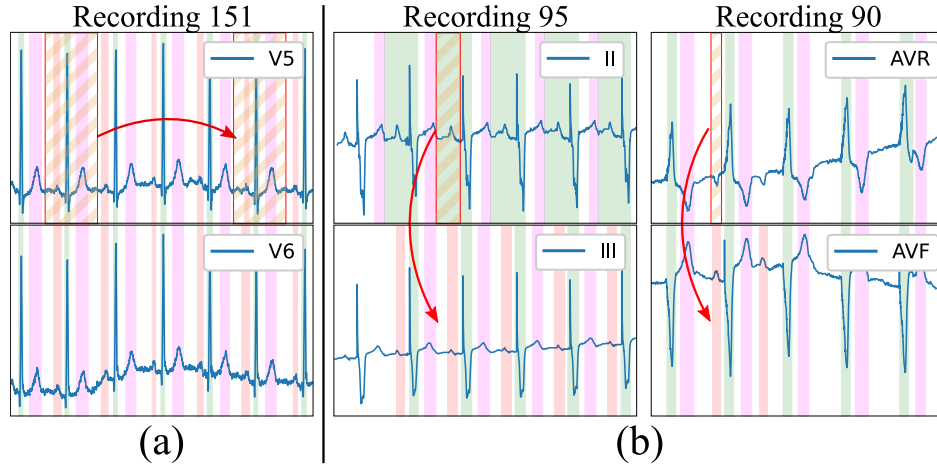 Recording 151
Recording 95
Recording 90
V5
II
AVR
V6
III
AVF
(a)
(b)